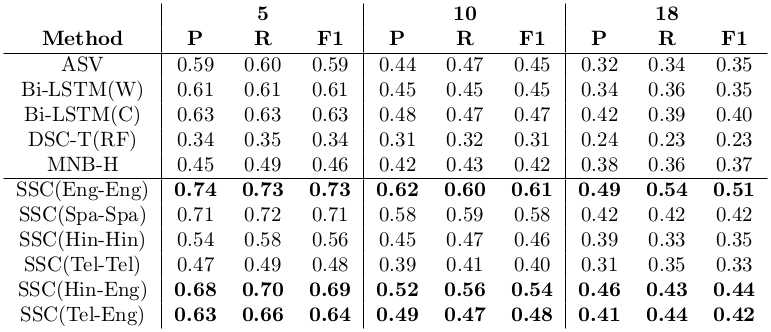 5 10 18
Method P R F1 P R F1 P R F1
ASV 0.59 0.60 0.59 0.44 0.47 0.45 0.32 0.34 0.35
Bi-LSTM(W) 0.61 0.61 0.61 0.45 0.45 0.45 0.34 0.36 0.35
Bi-LSTM(C) 0.63 0.63 0.63 0.48 0.47 0.47 0.42 0.39 0.40
DSC-T(RF) 0.34 0.35 0.34 0.31 0.32 0.31 0.24 0.23 0.23
MNB-H 0.45 0.49 0.46 0.42 0.43 0.42 0.38 0.36 0.37
SSC(Eng-Eng) 0.74 0.73 0.73 0.62 0.60 0.61 0.49 0.54 0.51
SSC(Spa-Spa) 0.71 0.72 0.71 0.58 0.59 0.58 0.42 0.42 0.42
SSC(Hin-Hin) 0.54 0.58 0.56 0.45 0.47 0.46 0.39 0.33 0.35
SSC(Tel-Tel) 0.47 0.49 0.48 0.39 0.41 0.40 0.31 0.35 0.33
SSC(Hin-Eng) 0.68 0.70 0.69 0.52 0.56 0.54 0.46 0.43 0.44
SSC(Tel-Eng) 0.63 0.66 0.64 0.49 0.47 0.48 0.41 0.44 0.42